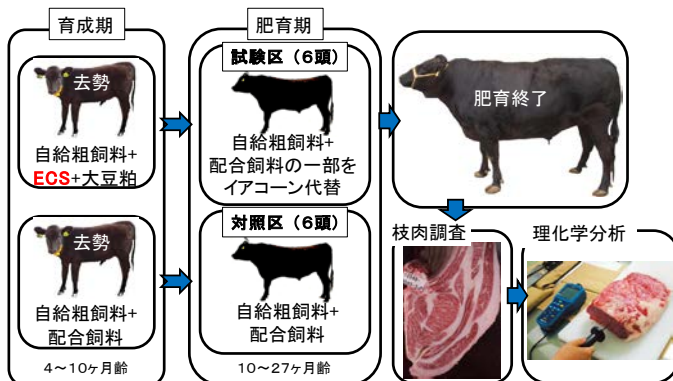 育成期
去勢
自給粗飼料+
ECS+大豆粕
去勢
自給粗飼料+
配合飼料
4～10ヶ月齢
肥育期
試験区（6頭）
自給粗飼料+
配合飼料の一部を
イアコーン代替
対照区（6頭）
自給粗飼料+
配合飼料
10～27ヶ月齢
肥育終了
枝肉調査
理化学分析